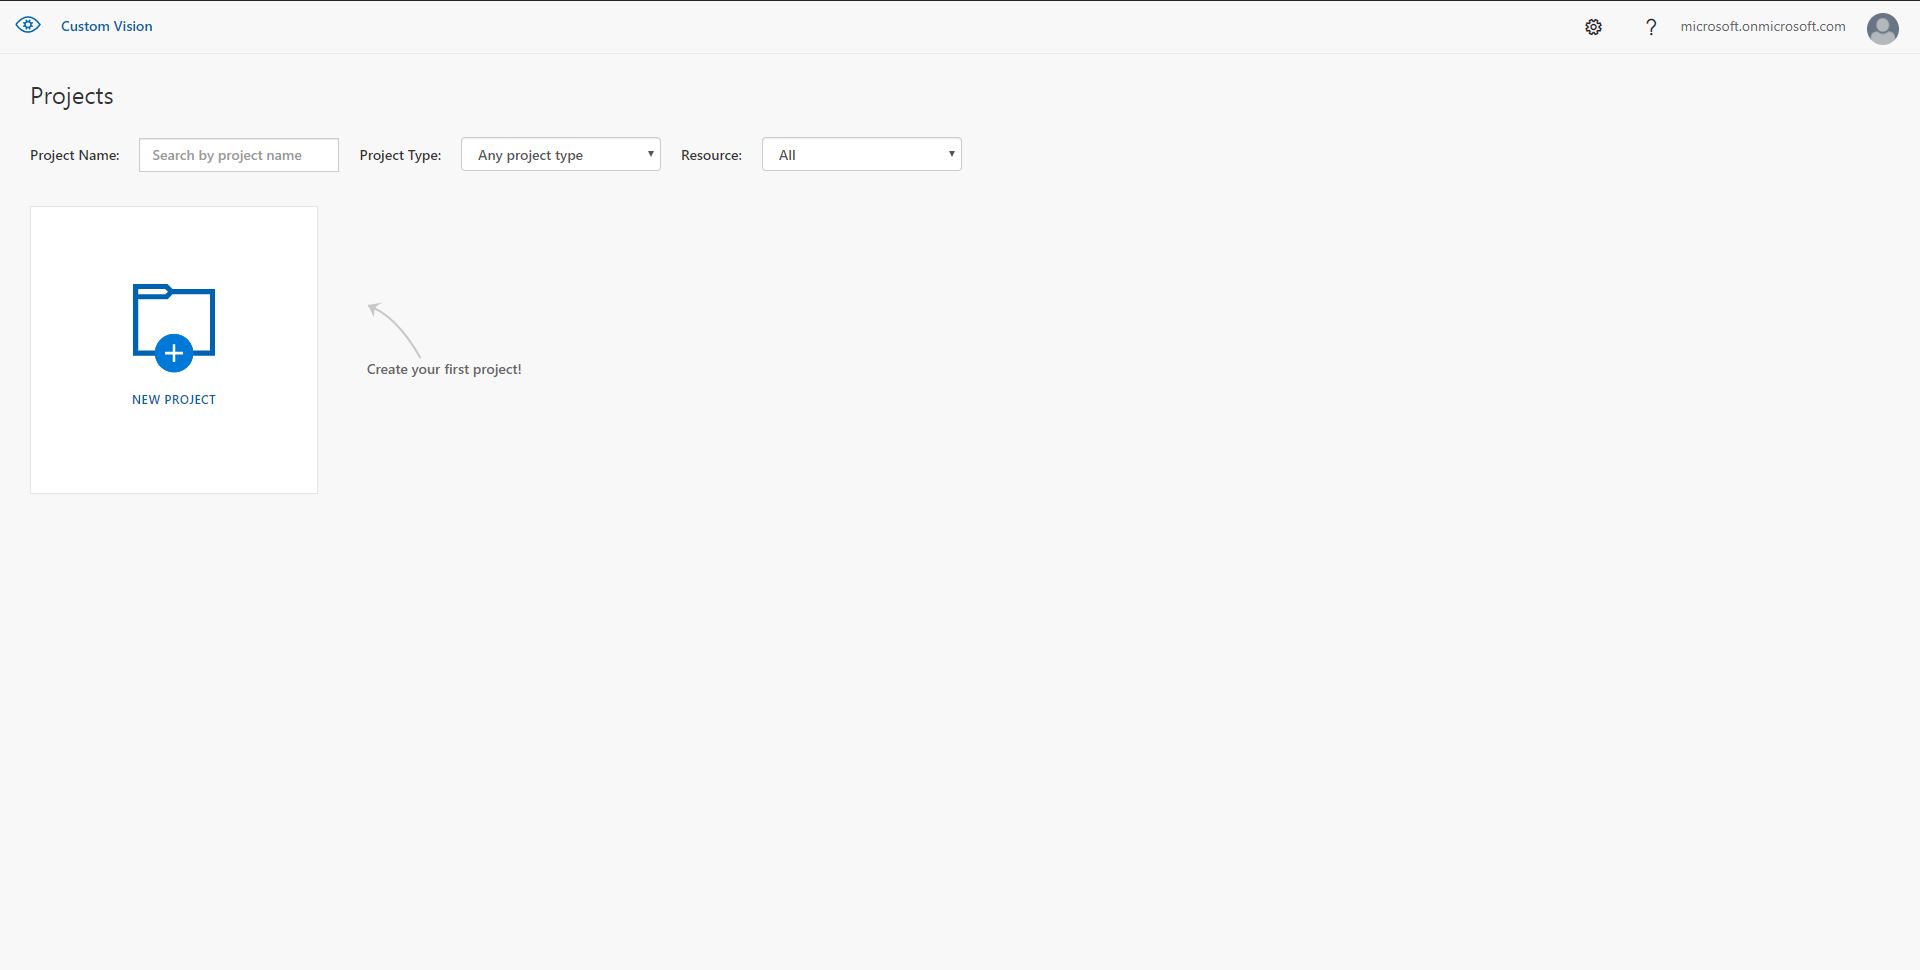 Custom Vision
? microsoft.onmicrosoft.com
Projects
Project Name: Search by project name Project Type: Any project type Resource: All
Create your first project!
NEW PROJECT